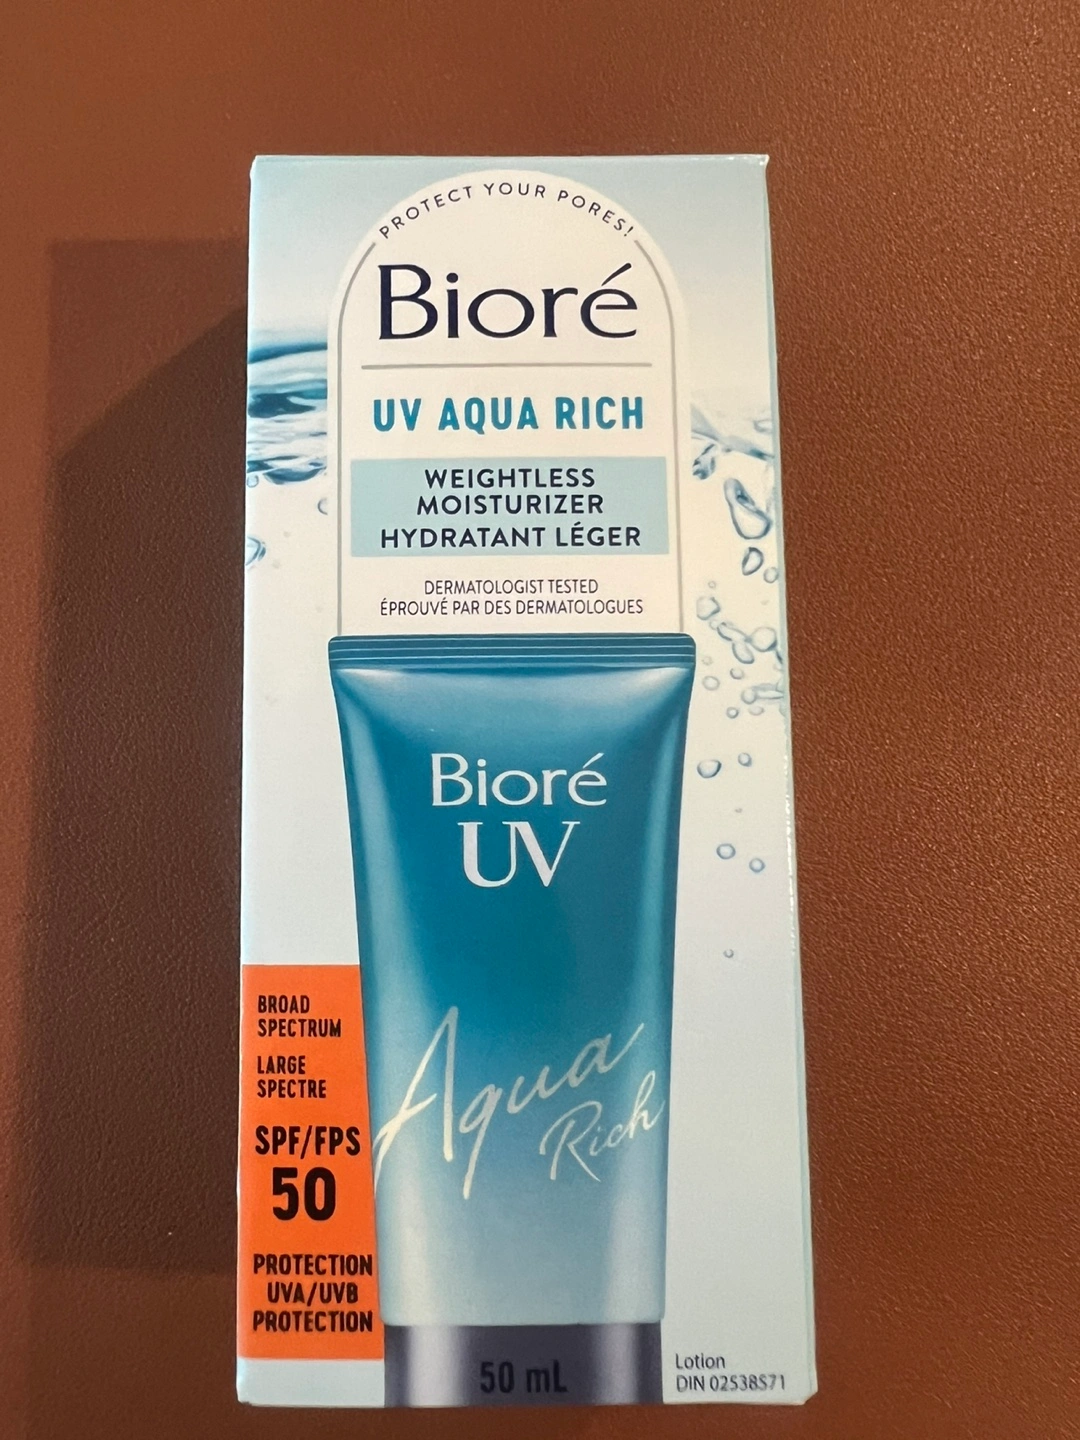 PROTECT YOUR PORES!
Bioré
UV AQUA RICH
WEIGHTLESS
MOISTURIZER
HYDRATANT LÉGER
DERMATOLOGIST TESTED
ÉPROUVÉ PAR DES DERMATOLOGUES
Bioré
UV
Aqua
Rich
BROAD
SPECTRUM
LARGE
SPECTRE
SPF/FPS
50
PROTECTION
UVA/UVB
PROTECTION
50 mL
Lotion
DIN 02538571